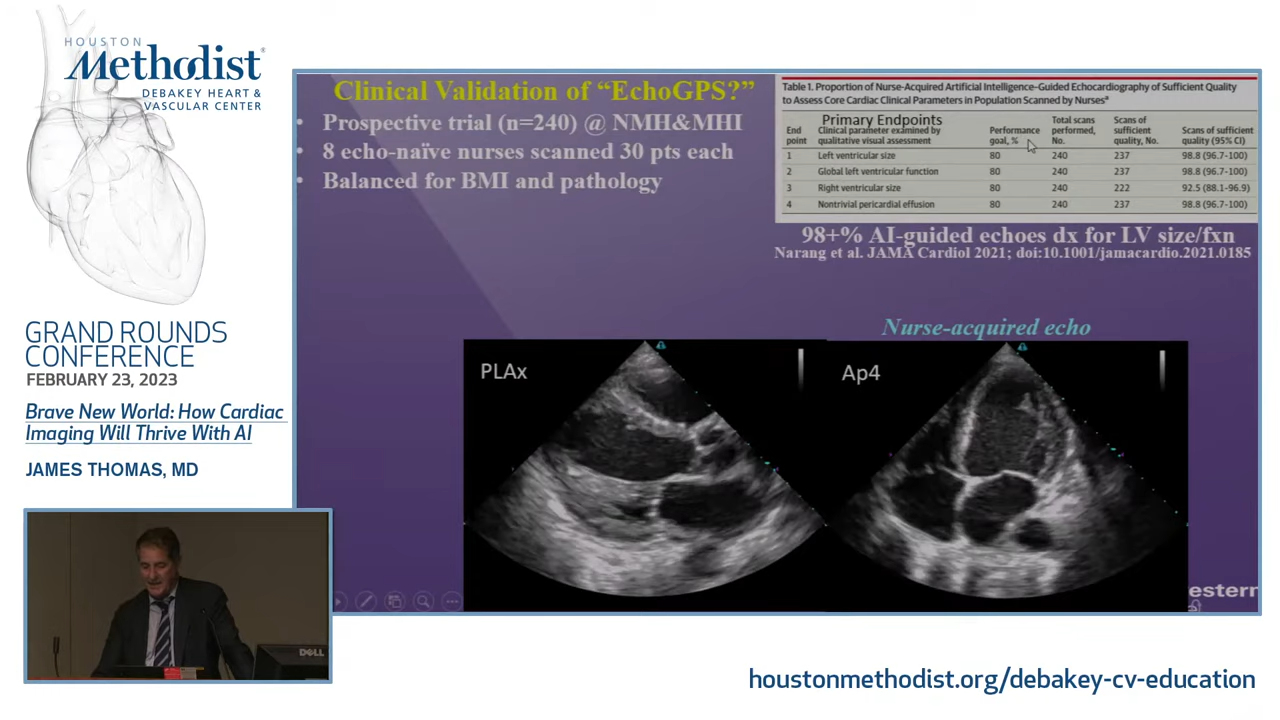 HOUSTON
Methodist®
DEBAKEY HEART &
VASCULAR CENTER
GRAND ROUNDS
CONFERENCE
FEBRUARY 23, 2023
Brave New World: How Cardiac
Imaging Will Thrive With AI
JAMES THOMAS, MD
Clinical Validation of “EchoGPS?”
• Prospective trial (n=240) @ NMH&MHI
• 8 echo-naïve nurses scanned 30 pts each
• Balanced for BMI and pathology
Table 1. Proportion of Nurse-Acquired Artificial Intelligence-Guided Echocardiography of Sufficient Quality
to Assess Core Cardiac Clinical Parameters in Population Scanned by Nursesᵃ
Primary Endpoints
End point Clinical parameter examined by qualitative visual assessment Performance goal, % Total scans performed, No. Scans of sufficient quality, No. Scans of sufficient quality (95% CI)
1 Left ventricular size 80 240 237 98.8 (96.7-100)
2 Global left ventricular function 80 240 237 98.8 (96.7-100)
3 Right ventricular size 80 240 222 92.5 (88.1-96.9)
4 Nontrivial pericardial effusion 80 240 237 98.8 (96.7-100)
98+% AI-guided echoes dx for LV size/fxn
Narang et al. JAMA Cardiol 2021; doi:10.1001/jamacardio.2021.0185
Nurse-acquired echo
PLAx
Ap4
estern
DELL
houstonmethodist.org/debakey-cv-education